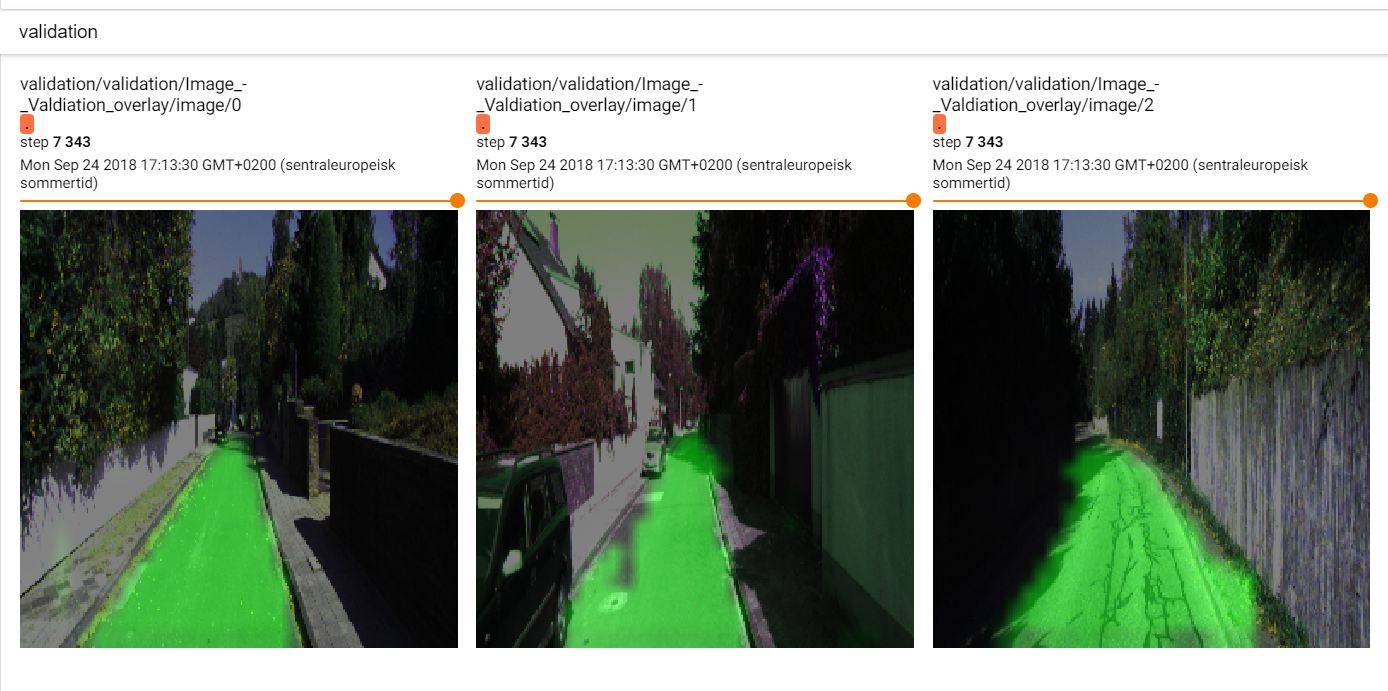 validation
validation/validation/Image_-
_Valdiation_overlay/image/0
.
step 7 343
Mon Sep 24 2018 17:13:30 GMT+0200 (sentraleuropeisk
sommertid)
validation/validation/Image_-
_Valdiation_overlay/image/1
.
step 7 343
Mon Sep 24 2018 17:13:30 GMT+0200 (sentraleuropeisk
sommertid)
validation/validation/Image_-
_Valdiation_overlay/image/2
.
step 7 343
Mon Sep 24 2018 17:13:30 GMT+0200 (sentraleuropeisk
sommertid)